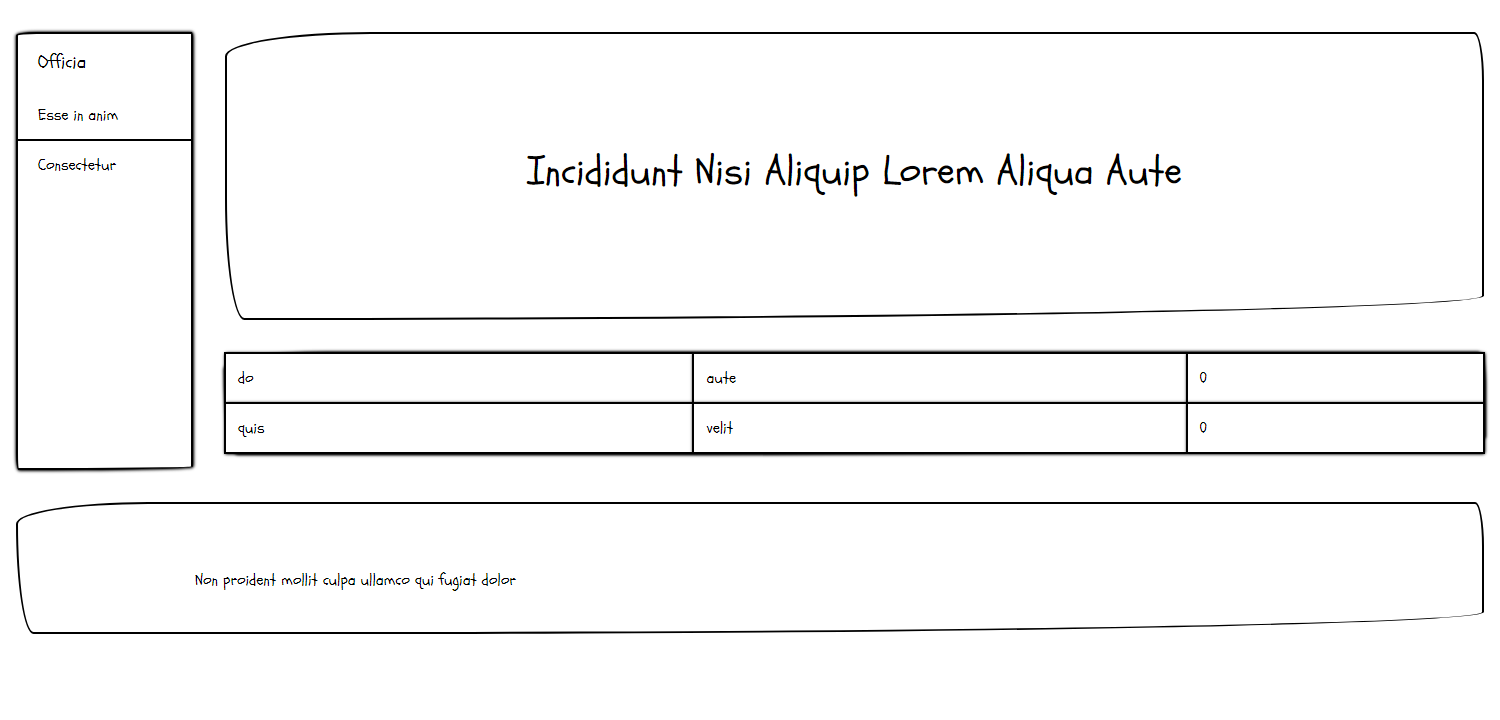 Officia
Esse in anim
Consectetur
Incididunt Nisi Aliquip Lorem Aliqua Aute
do aute 0
quis velit 0
Non proident mollit culpa ullamco qui fugiat dolor